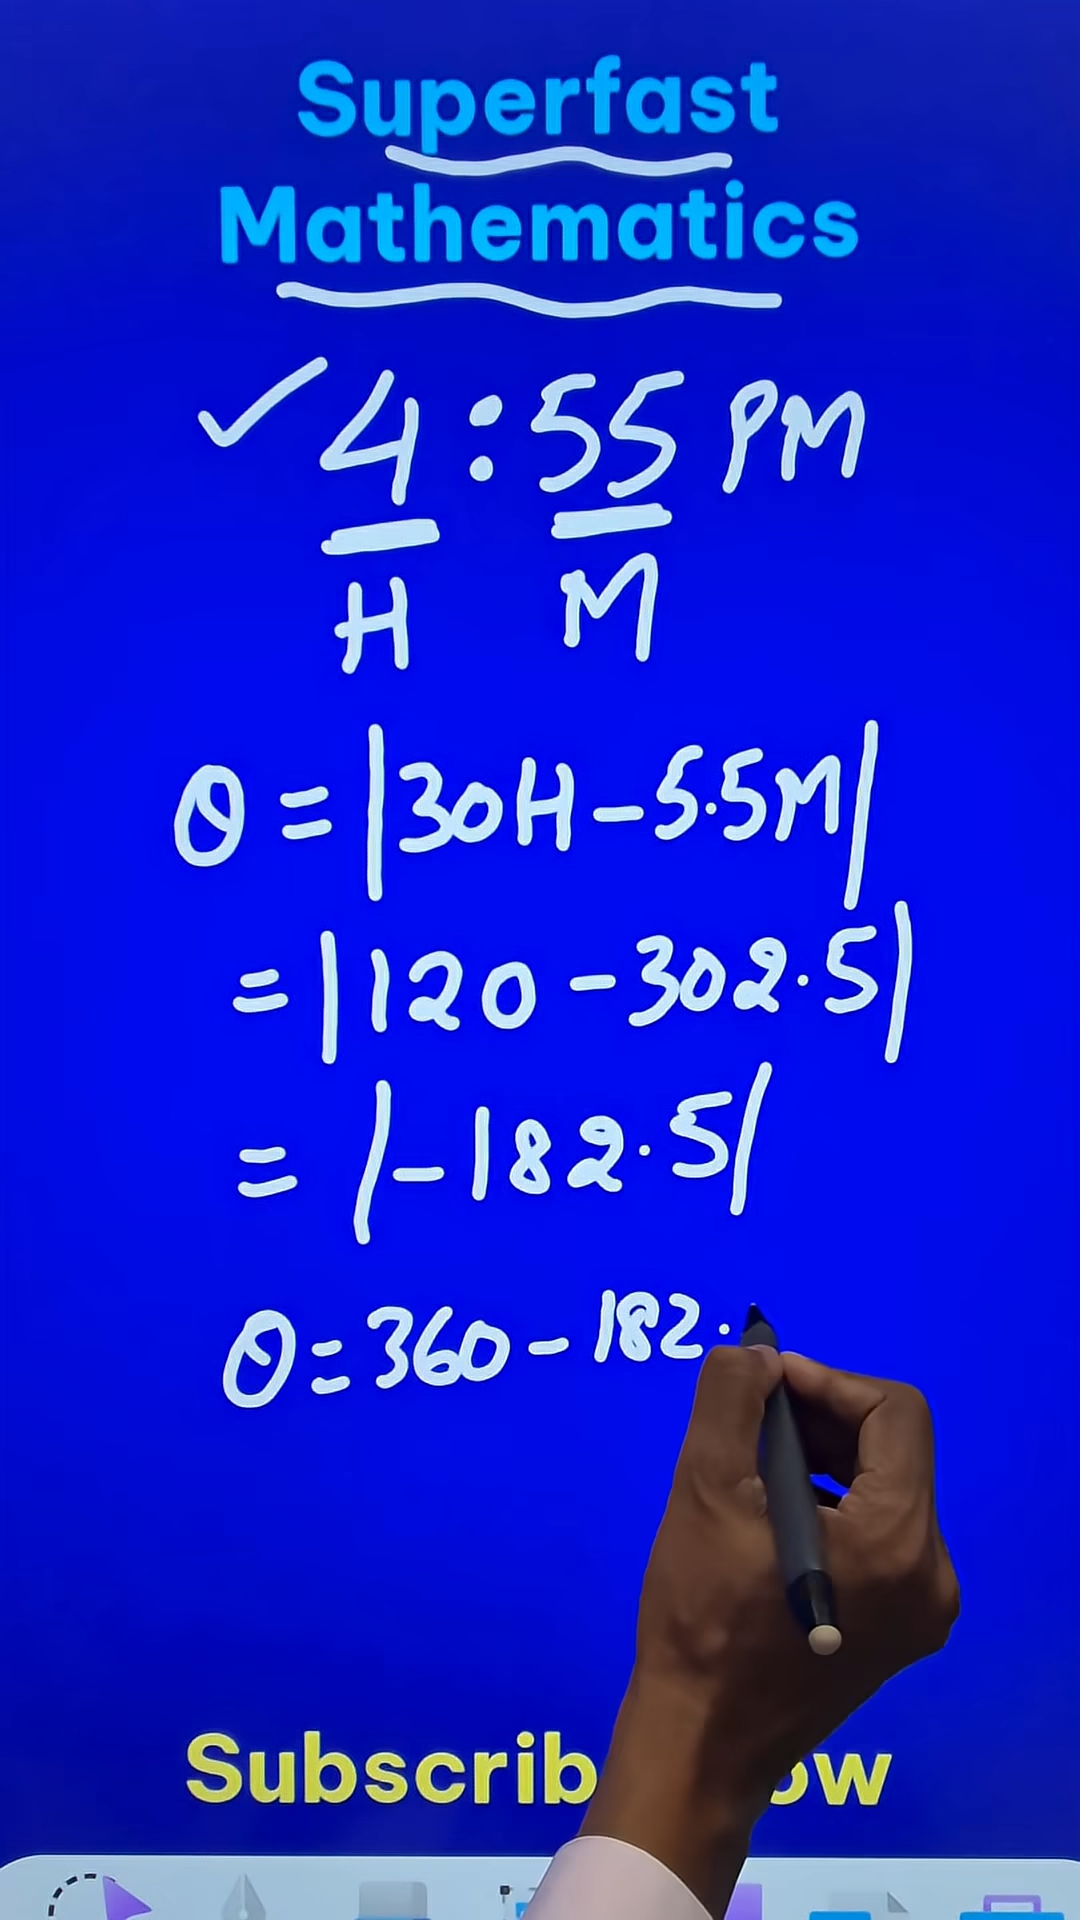 Superfast
Mathematics
✓ 4:55 PM
H M
θ = |30H - 5.5M|
= |120 - 302.5|
= |-182.5|
θ = 360 - 182.
Subscrib ow